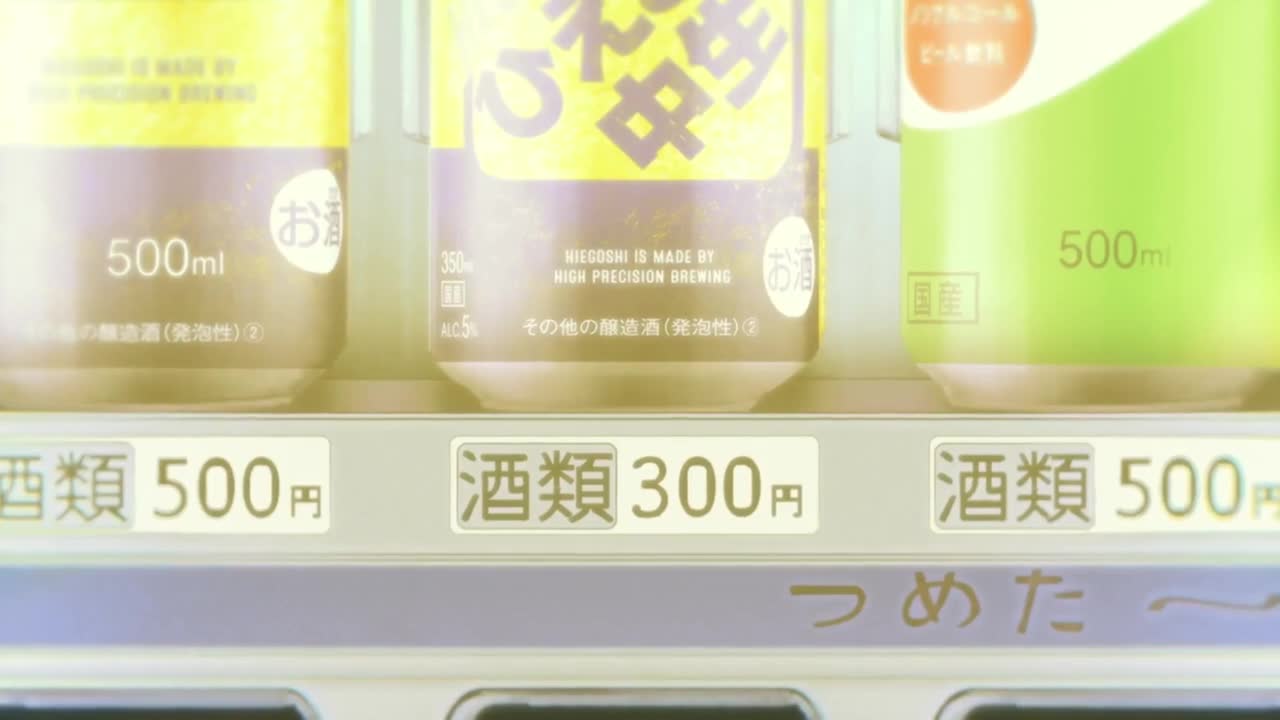 HIEGOSHI IS MADE BY
HIGH PRECISION BREWING
500ml
お酒
その他の醸造酒(発泡性)②
ひえ
350ml
国産
ALC.5%
HIEGOSHI IS MADE BY
HIGH PRECISION BREWING
お酒
その他の醸造酒(発泡性)②
ノンアルコール
ビール飲料
500ml
国産
酒類 500円
酒類 300円
酒類 500円
つめた〜